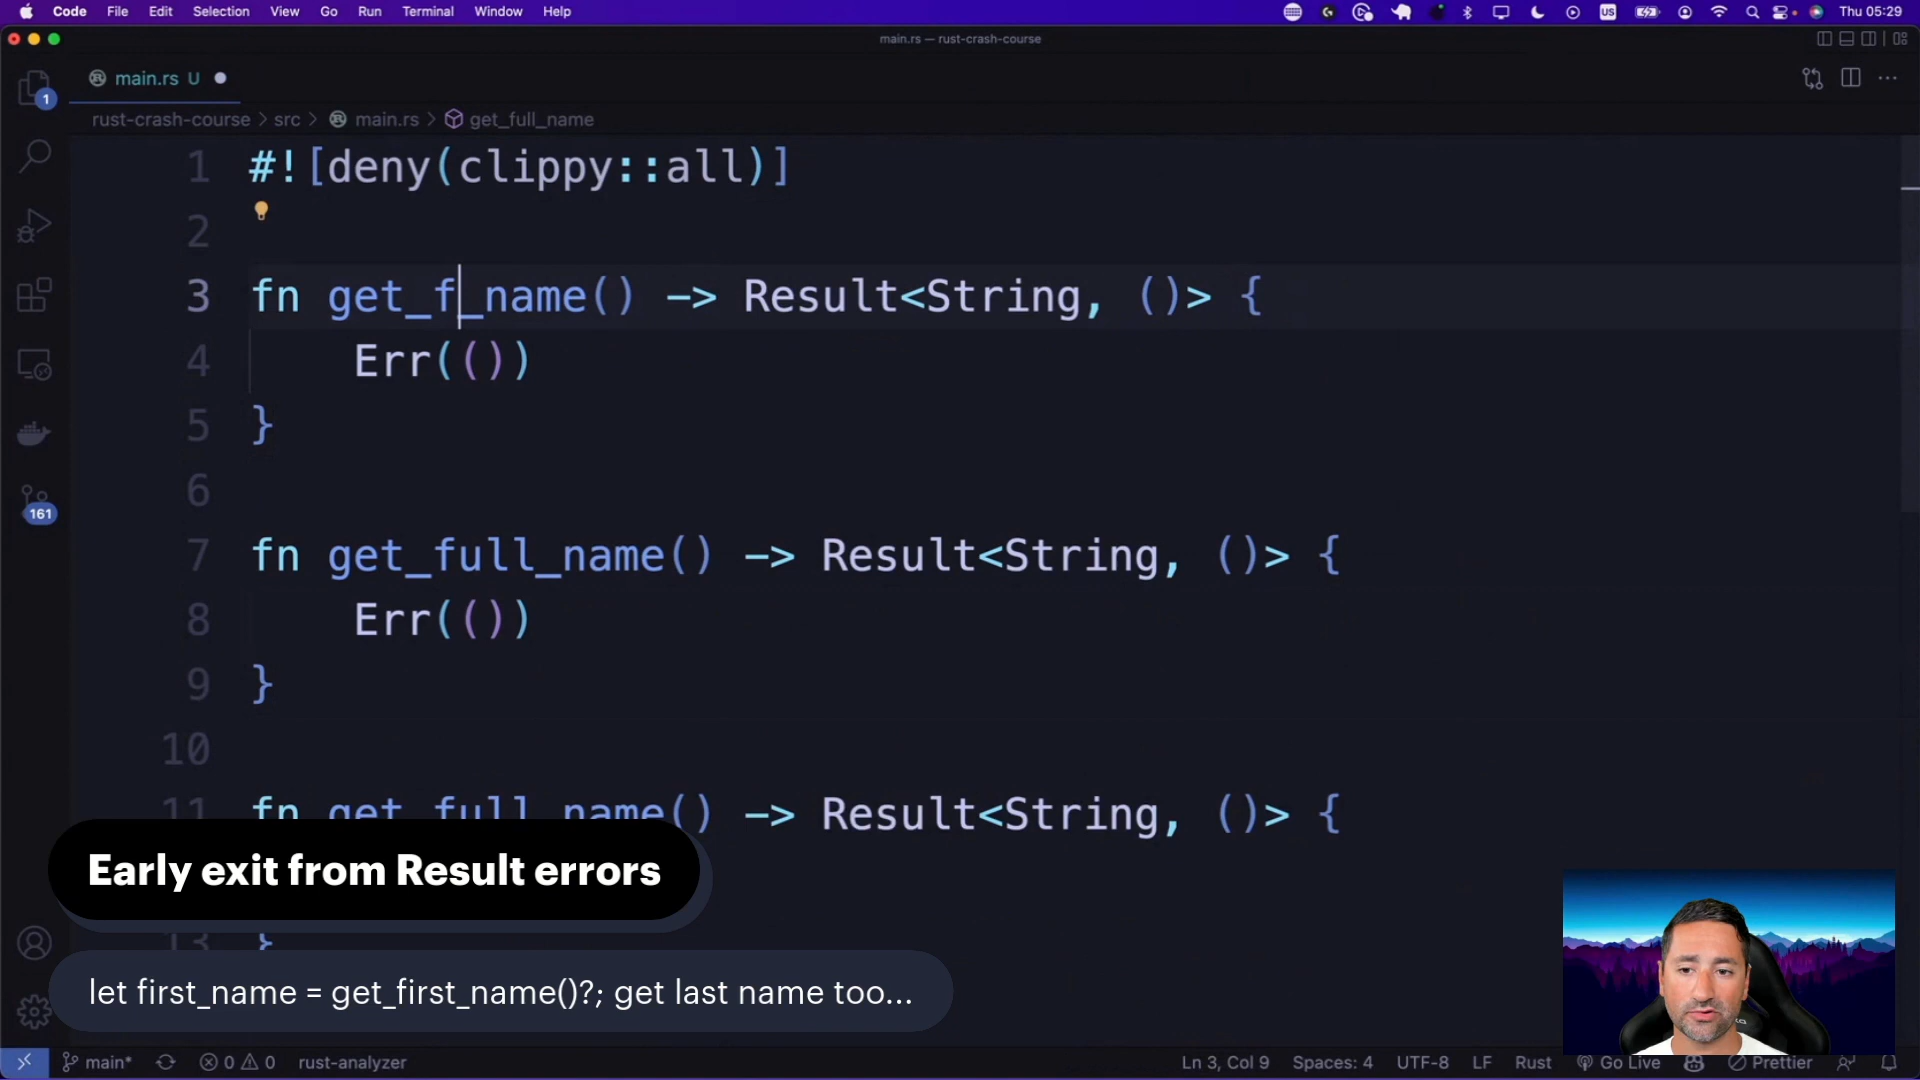 Code File Edit Selection View Go Run Terminal Window Help US Thu 05:29
main.rs — rust-crash-course
main.rs U
1
rust-crash-course > src > main.rs > get_full_name
1 #![deny(clippy::all)]
2
3 fn get_f_name() -> Result<String, ()> {
4 Err(())
5 }
6
7 fn get_full_name() -> Result<String, ()> {
8 Err(())
9 }
10
11 fn get_full_name() -> Result<String, ()> {
161
Early exit from Result errors
13 }
let first_name = get_first_name()?; get last name too...
main* 0 0 rust-analyzer Ln 3, Col 9 Spaces: 4 UTF-8 LF Rust Go Live Prettier